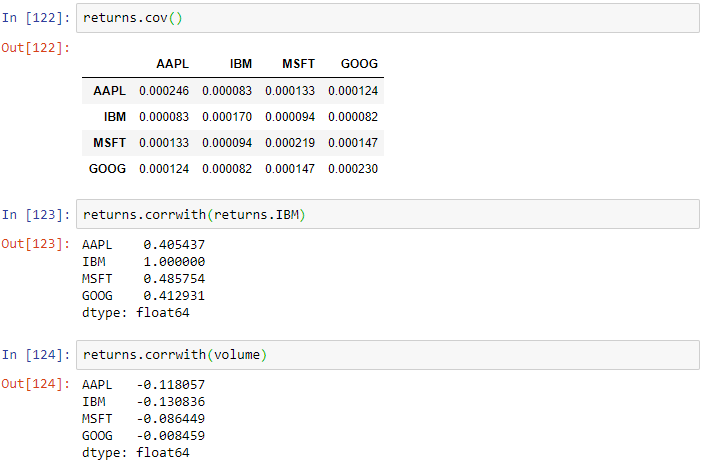 In [122]: returns.cov()
Out[122]:
AAPL IBM MSFT GOOG
AAPL 0.000246 0.000083 0.000133 0.000124
IBM 0.000083 0.000170 0.000094 0.000082
MSFT 0.000133 0.000094 0.000219 0.000147
GOOG 0.000124 0.000082 0.000147 0.000230
In [123]: returns.corrwith(returns.IBM)
Out[123]: AAPL 0.405437
IBM 1.000000
MSFT 0.485754
GOOG 0.412931
dtype: float64
In [124]: returns.corrwith(volume)
Out[124]: AAPL -0.118057
IBM -0.130836
MSFT -0.086449
GOOG -0.008459
dtype: float64